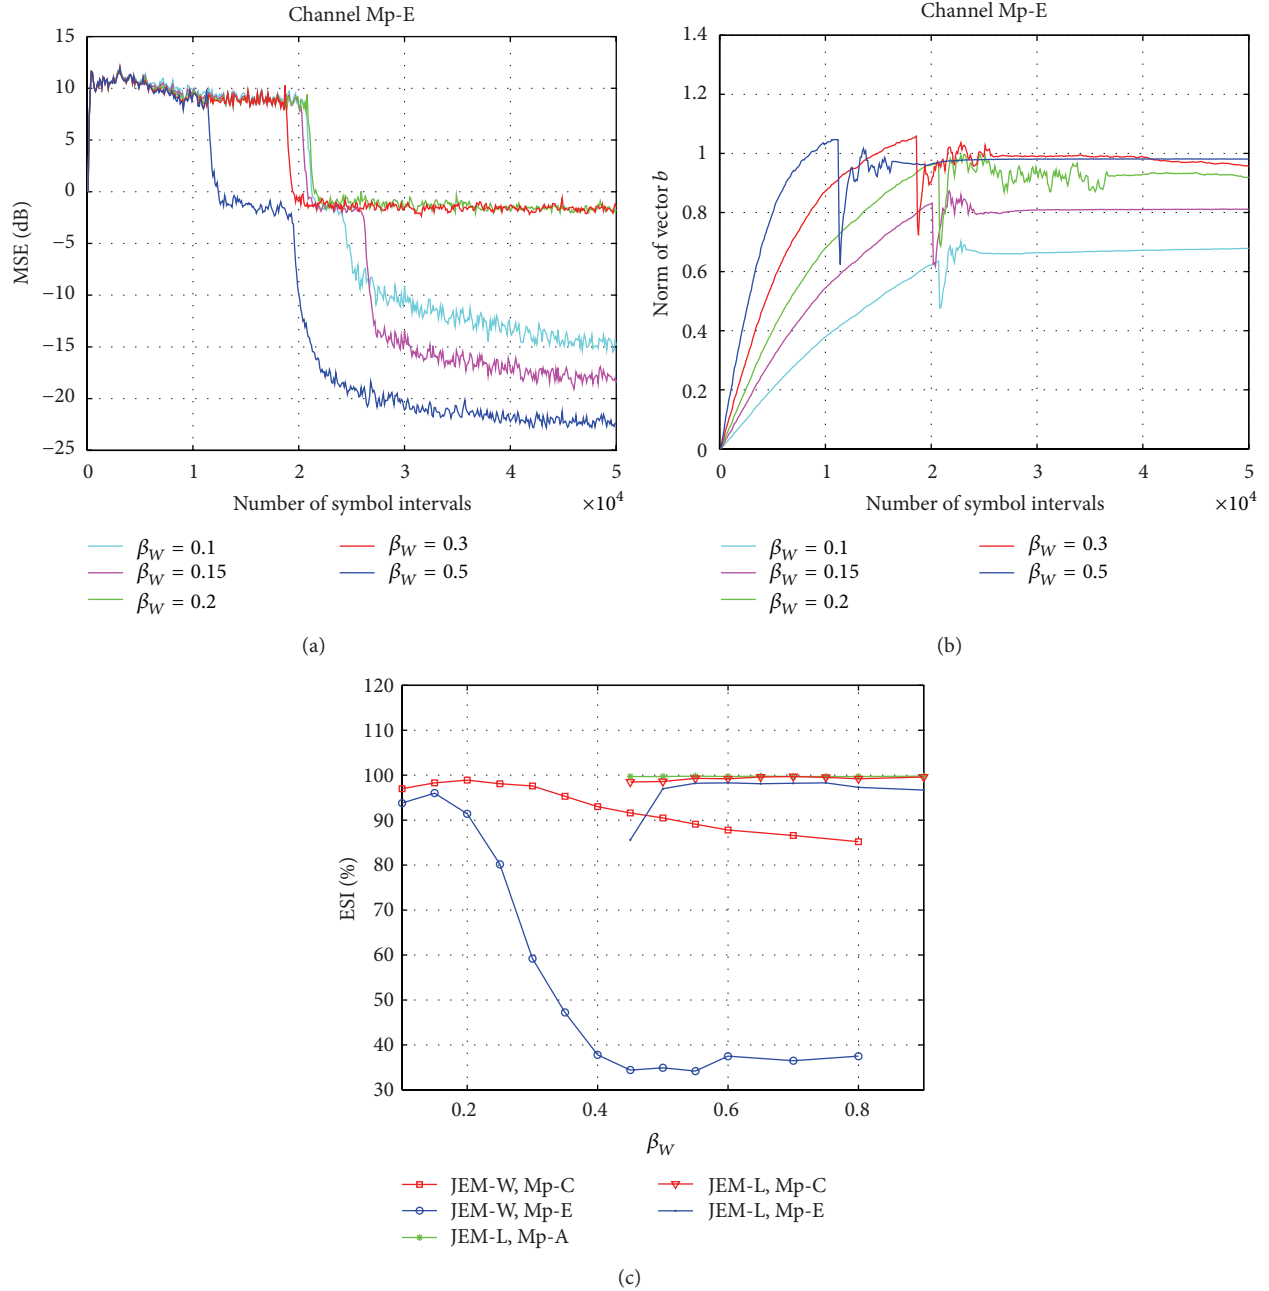 Channel Mp-E
15
10
5
0
−5
−10
−15
−20
−25
MSE (dB)
0 1 2 3 4 5
Number of symbol intervals ×10^4
β_W = 0.1
β_W = 0.15
β_W = 0.2
β_W = 0.3
β_W = 0.5
(a)
Channel Mp-E
1.4
1.2
1
0.8
0.6
0.4
0.2
0
Norm of vector b
0 1 2 3 4 5
Number of symbol intervals ×10^4
β_W = 0.1
β_W = 0.15
β_W = 0.2
β_W = 0.3
β_W = 0.5
(b)
120
110
100
90
80
70
60
50
40
30
ESI (%)
0.2 0.4 0.6 0.8
β_W
JEM-W, Mp-C
JEM-W, Mp-E
JEM-L, Mp-A
JEM-L, Mp-C
JEM-L, Mp-E
(c)